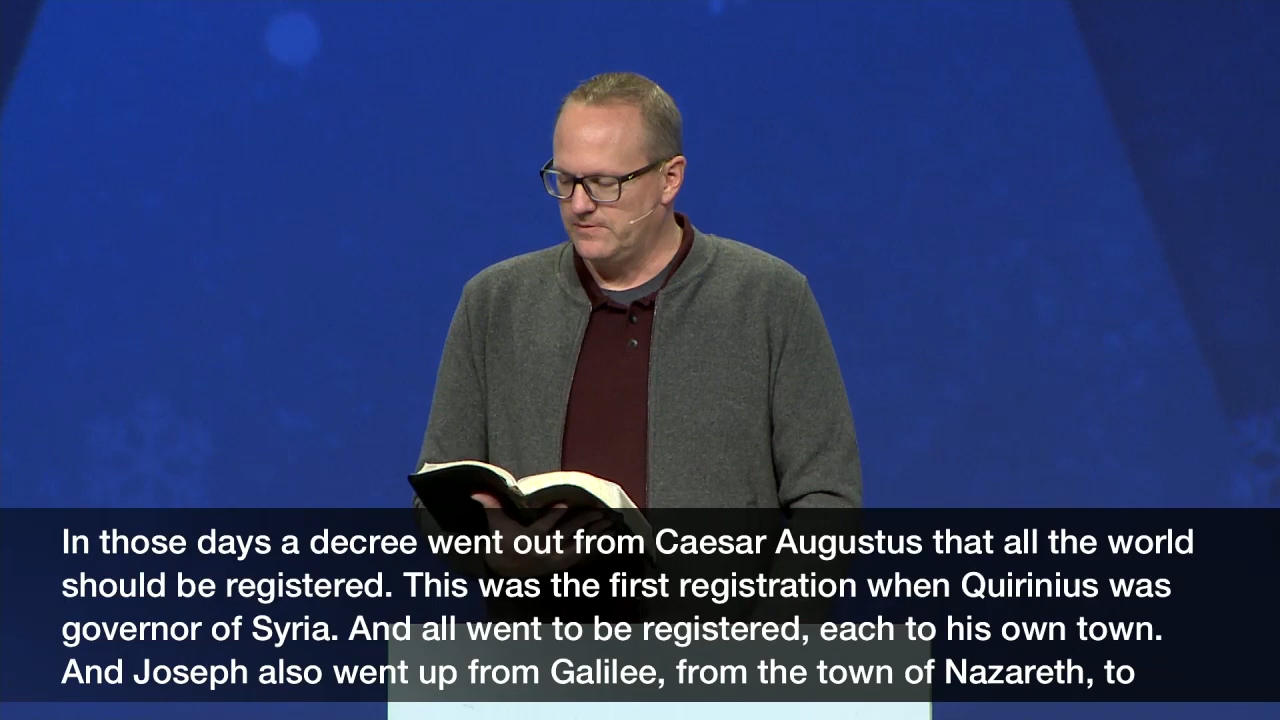 In those days a decree went out from Caesar Augustus that all the world
should be registered. This was the first registration when Quirinius was
governor of Syria. And all went to be registered, each to his own town.
And Joseph also went up from Galilee, from the town of Nazareth, to